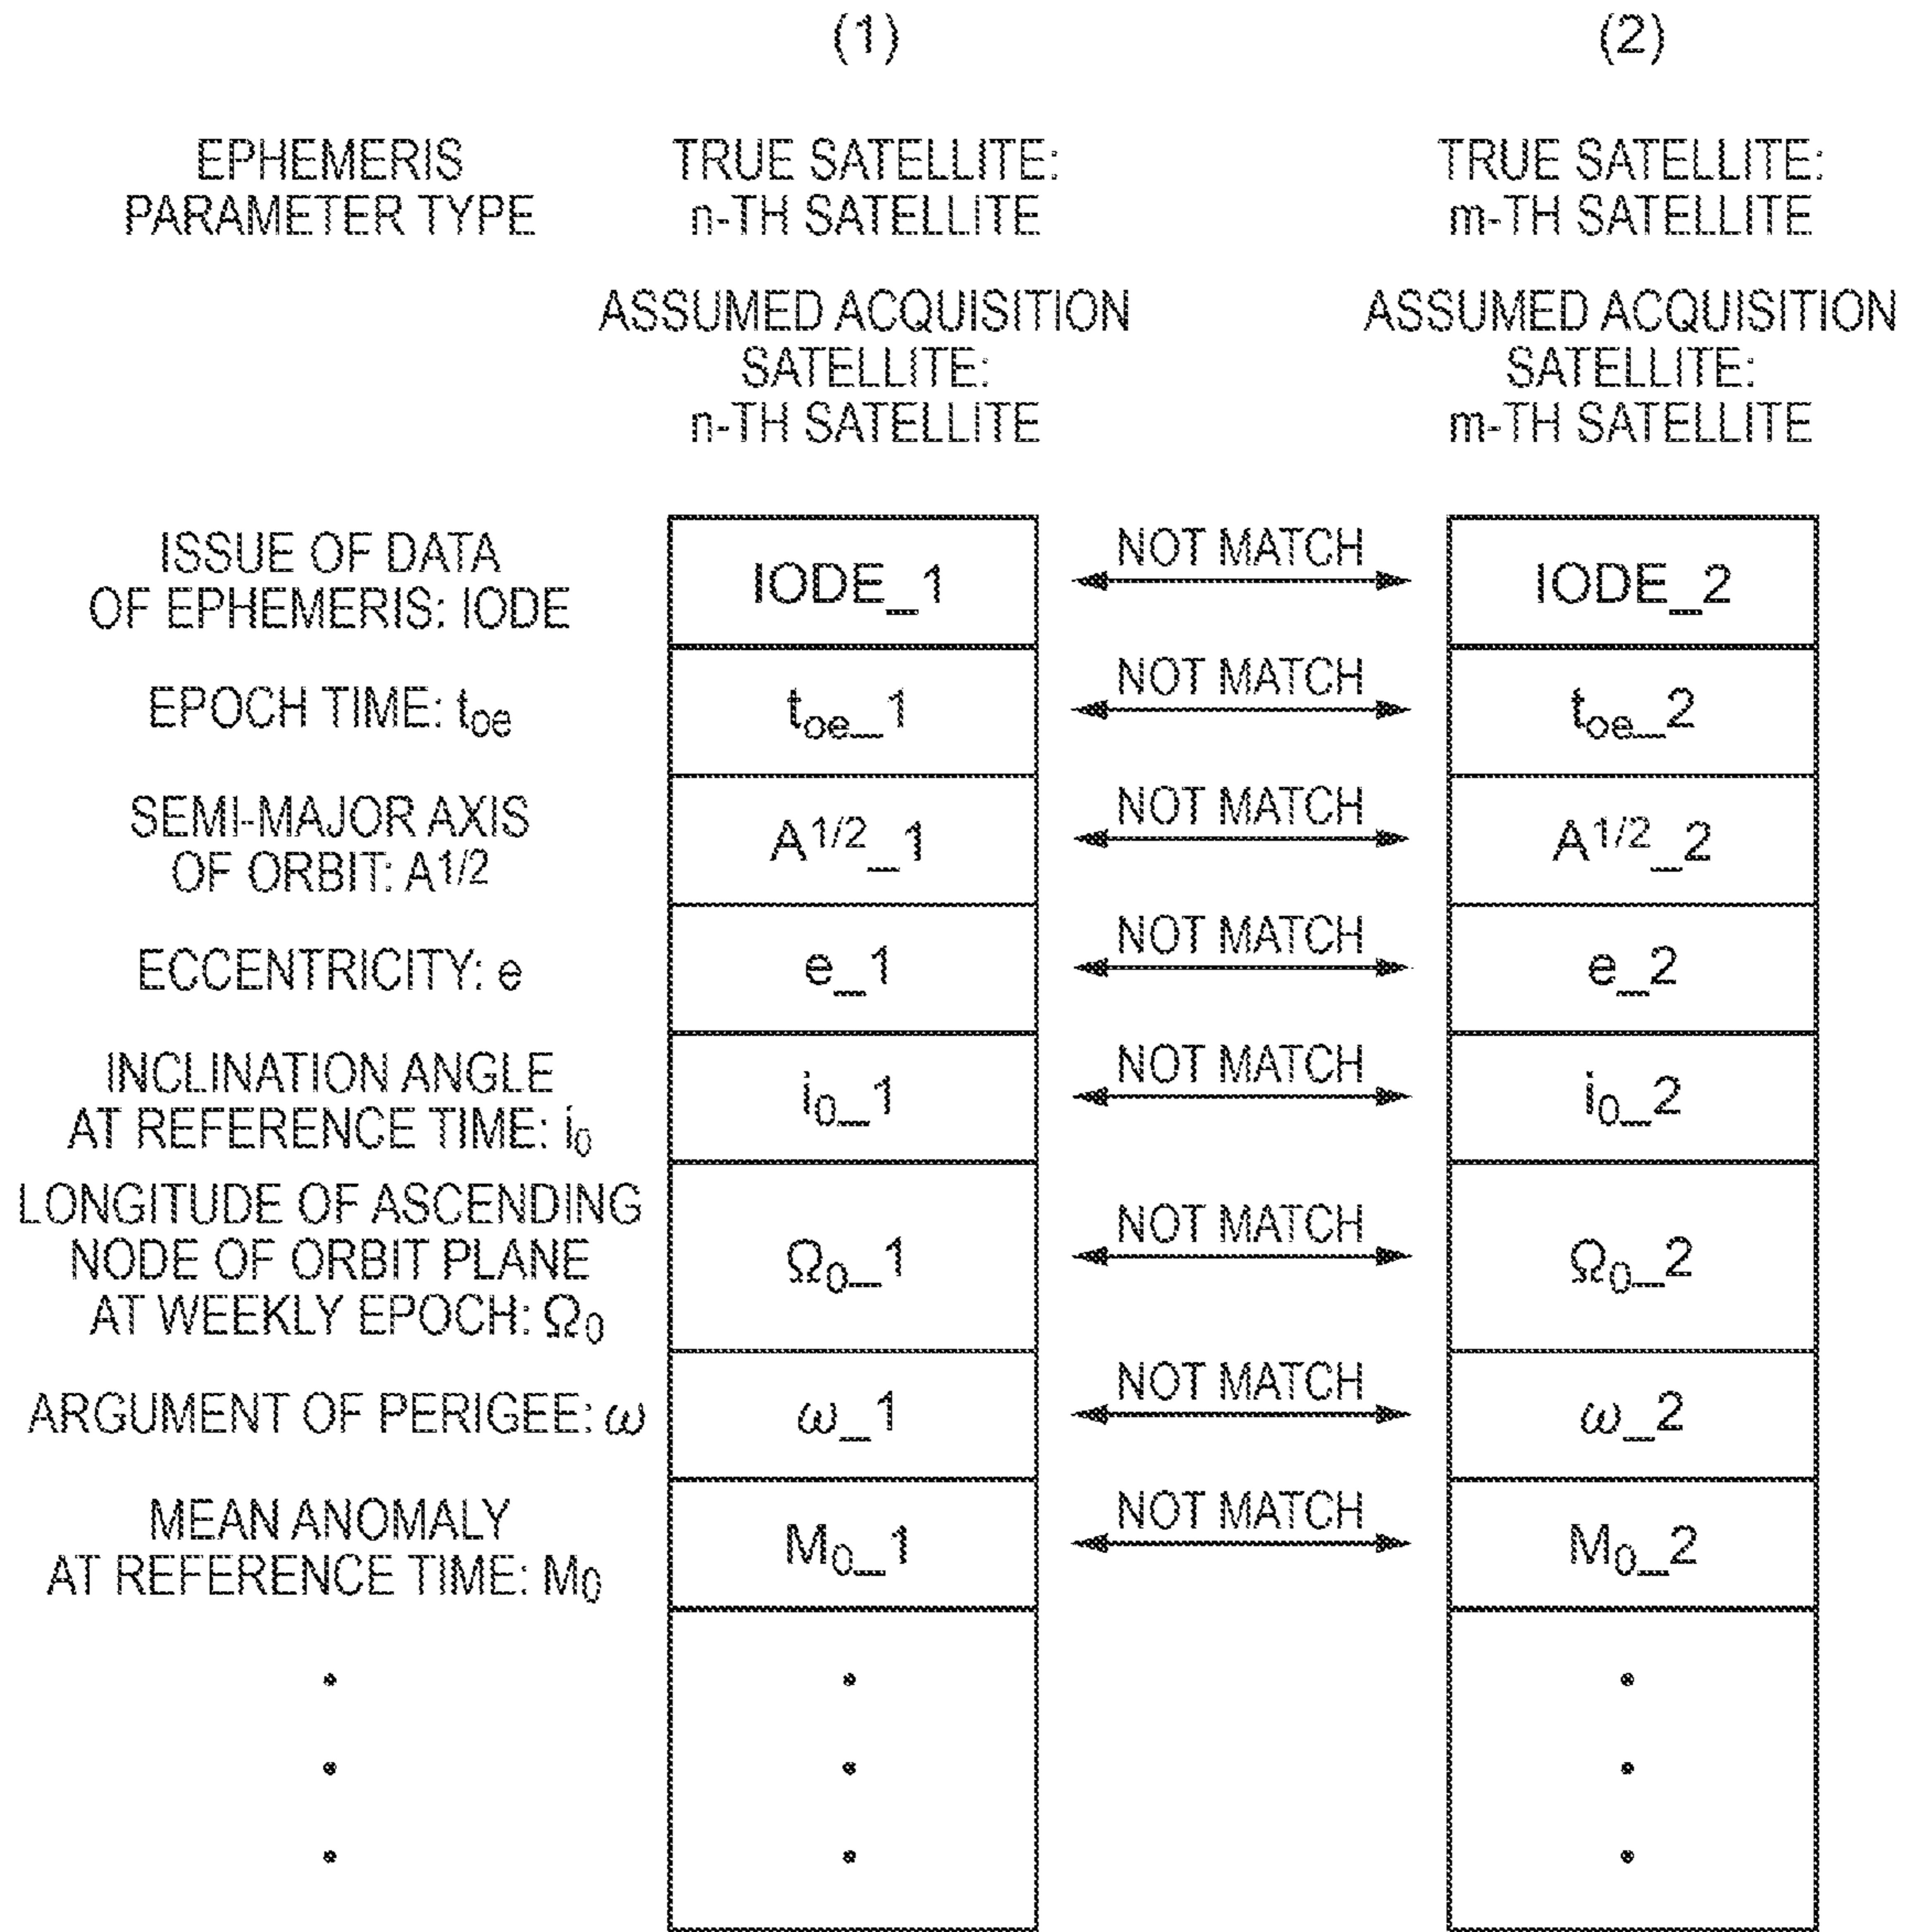 (1)
(2)
EPHEMERIS
PARAMETER TYPE
TRUE SATELLITE:
n-TH SATELLITE
TRUE SATELLITE:
m-TH SATELLITE
ASSUMED ACQUISITION
SATELLITE:
n-TH SATELLITE
ASSUMED ACQUISITION
SATELLITE:
m-TH SATELLITE
ISSUE OF DATA
OF EPHEMERIS: IODE
IODE_1
NOT MATCH
IODE_2
EPOCH TIME: tₒₑ
tₒₑ_1
NOT MATCH
tₒₑ_2
SEMI-MAJOR AXIS
OF ORBIT: A1/2
A^1/2_1
NOT MATCH
A^1/2_2
ECCENTRICITY: e
e_1
NOT MATCH
e_2
INCLINATION ANGLE
AT REFERENCE TIME: i₀
i₀_1
NOT MATCH
i₀_2
LONGITUDE OF ASCENDING
NODE OF ORBIT PLANE
AT WEEKLY EPOCH: Ω₀
Ω₀_1
NOT MATCH
Ω₀_2
ARGUMENT OF PERIGEE: ω
ω_1
NOT MATCH
ω_2
MEAN ANOMALY
AT REFERENCE TIME: M₀
M₀_1
NOT MATCH
M₀_2